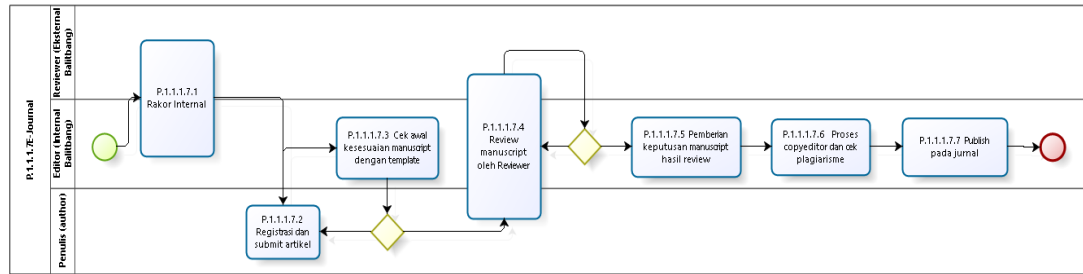 P.1.1.1.7E-Journal
Reviewer (Eksternal
Balitbang)
Editor (Internal
Balitbang)
Penulis (author)
P.1.1.1.7.1
Rakor Internal
P.1.1.1.7.2
Registrasi dan
submit artikel
P.1.1.1.7.3 Cek awal
kesesuaian manuscript
dengan template
P.1.1.1.7.4
Review
manuscript
oleh Reviewer
P.1.1.1.7.5 Pemberian
keputusan manuscript
hasil review
P.1.1.1.7.6 Proses
copyeditor dan cek
plagiarisme
P.1.1.1.7.7 Publish
pada jurnal